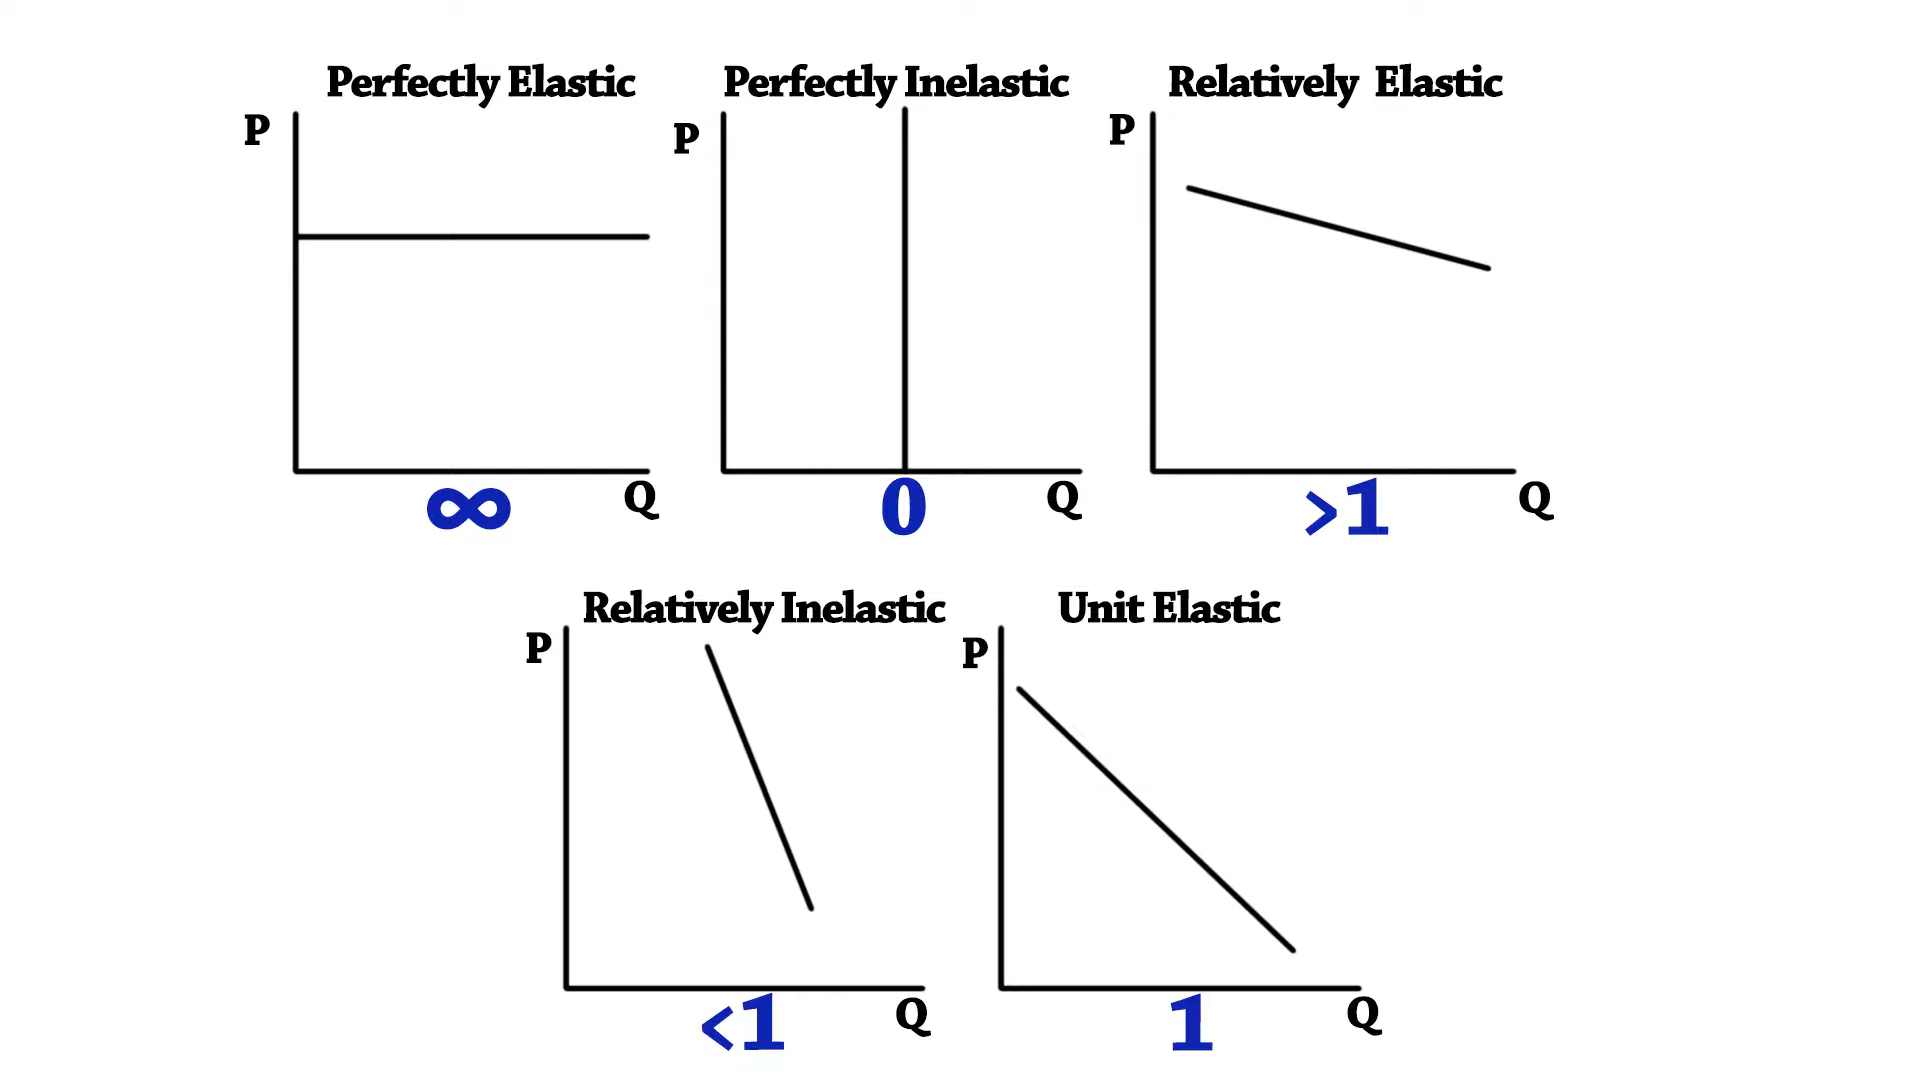 Perfectly Elastic
P
Q
∞
Perfectly Inelastic
P
Q
0
Relatively Elastic
P
Q
>1
Relatively Inelastic
P
Q
<1
Unit Elastic
P
Q
1